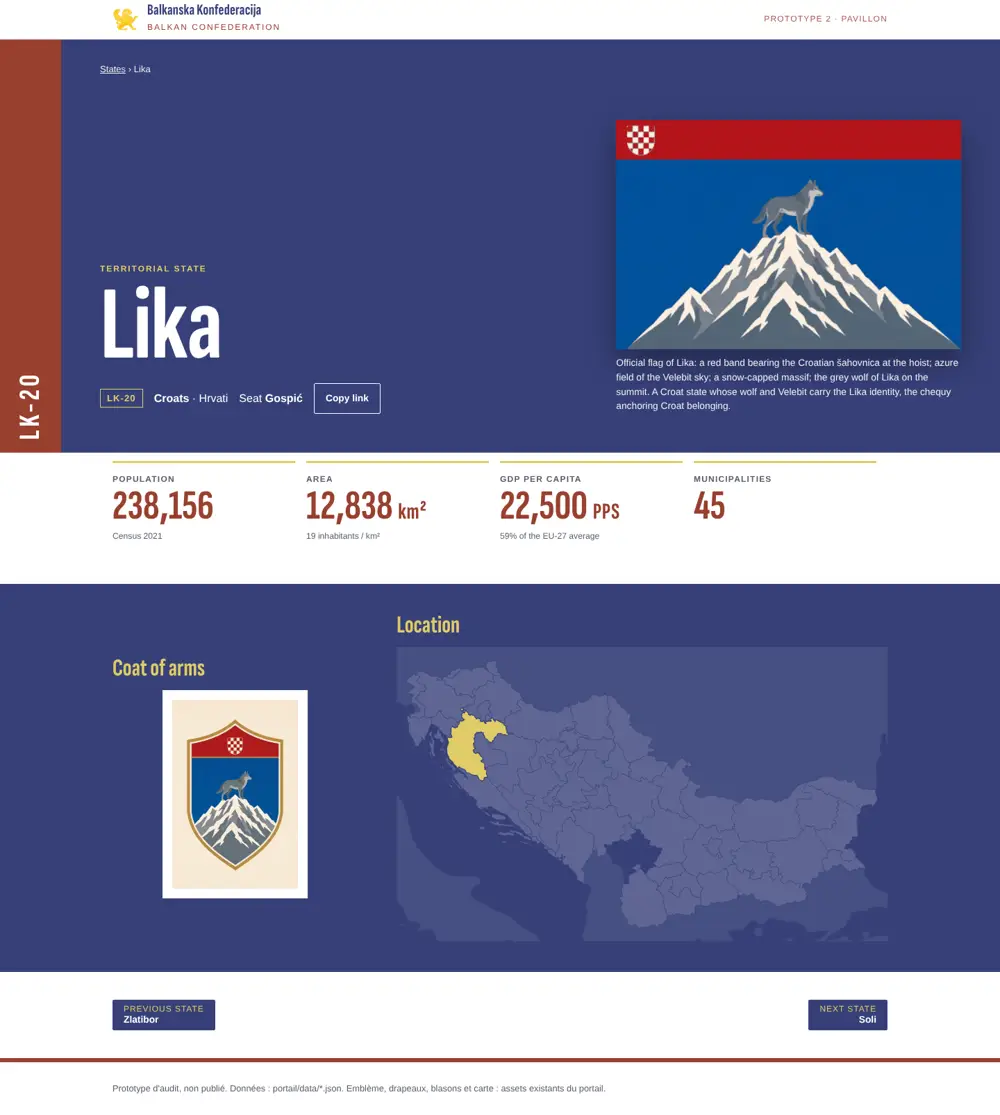 Balkanska Konfederacija
BALKAN CONFEDERATION
PROTOTYPE 2 · PAVILLON
States › Lika
LK-20
TERRITORIAL STATE
Lika
LK-20 Croats · Hrvati Seat Gospić Copy link
Official flag of Lika: a red band bearing the Croatian šahovnica at the hoist; azure
field of the Velebit sky; a snow-capped massif; the grey wolf of Lika on the
summit. A Croat state whose wolf and Velebit carry the Lika identity, the chequy
anchoring Croat belonging.
POPULATION
238,156
Census 2021
AREA
12,838 km²
19 inhabitants / km²
GDP PER CAPITA
22,500 PPS
59% of the EU-27 average
MUNICIPALITIES
45
Coat of arms
Location
PREVIOUS STATE
Zlatibor
NEXT STATE
Soli
Prototype d'audit, non publié. Données : portail/data/*.json. Emblème, drapeaux, blasons et carte : assets existants du portail.